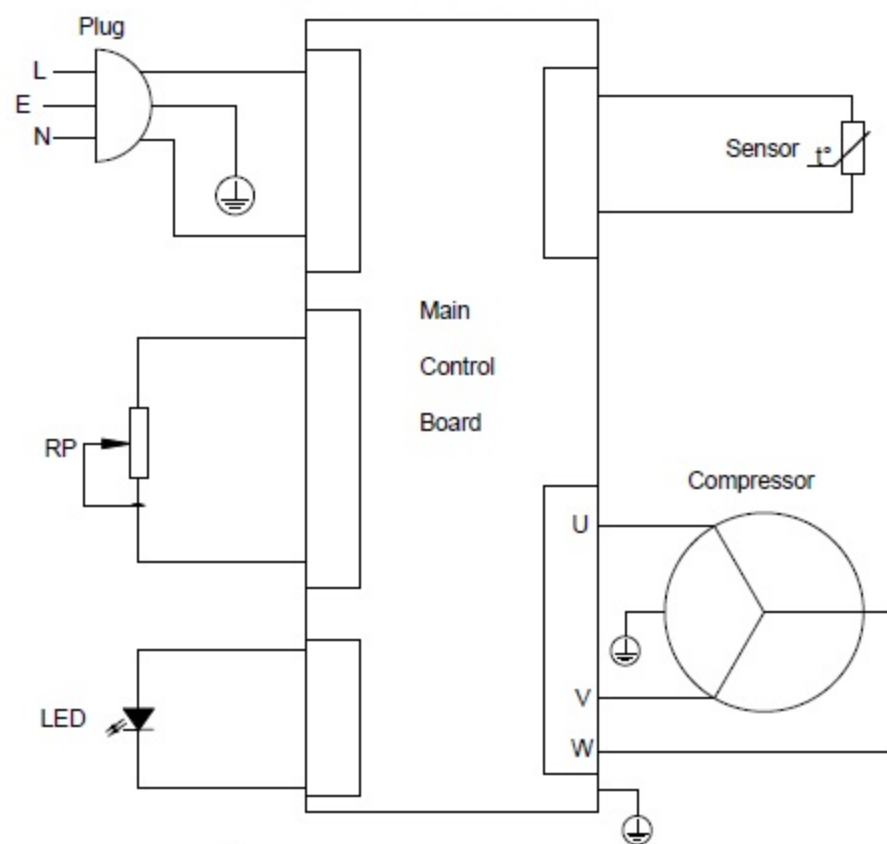 Plug
L
E
N
Sensor
t°
Main
Control
Board
RP
Compressor
U
V
W
LED